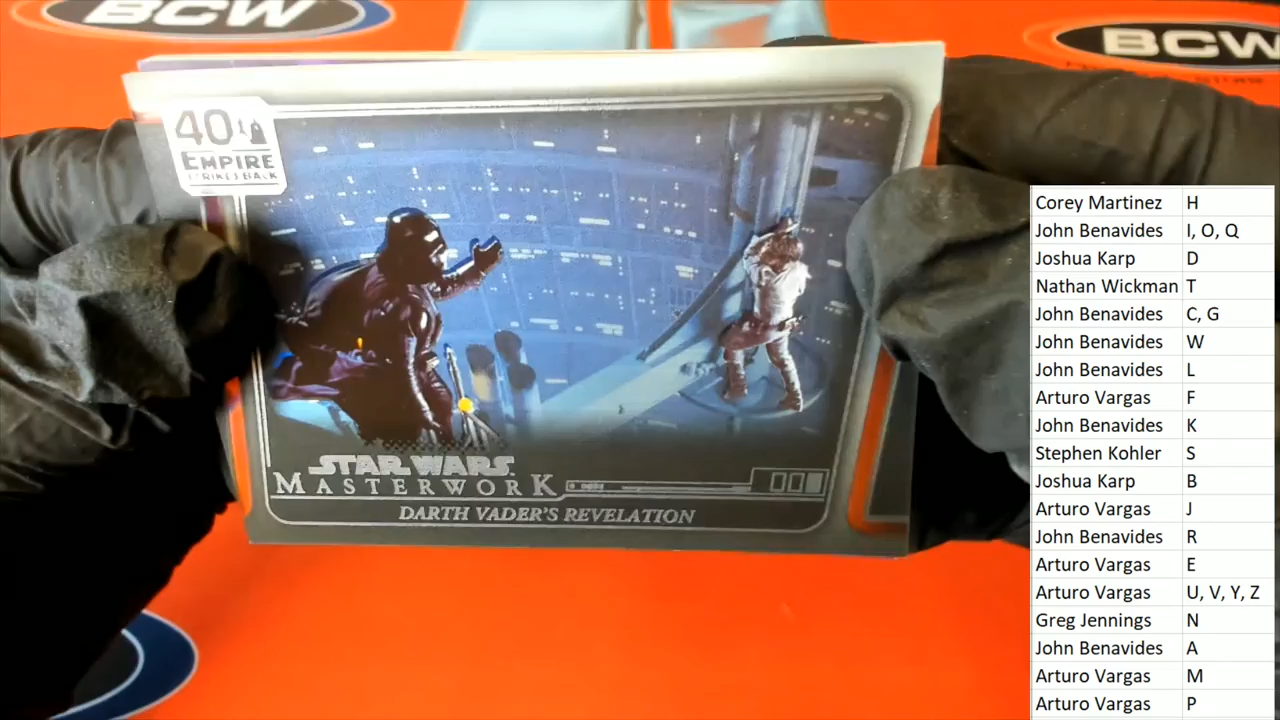 BCW
BCW
40
EMPIRE
STRIKES BACK
STAR WARS
MASTERWORK
DARTH VADER'S REVELATION
Corey Martinez H
John Benavides I, O, Q
Joshua Karp D
Nathan Wickman T
John Benavides C, G
John Benavides W
John Benavides L
Arturo Vargas F
John Benavides K
Stephen Kohler S
Joshua Karp B
Arturo Vargas J
John Benavides R
Arturo Vargas E
Arturo Vargas U, V, Y, Z
Greg Jennings N
John Benavides A
Arturo Vargas M
Arturo Vargas P